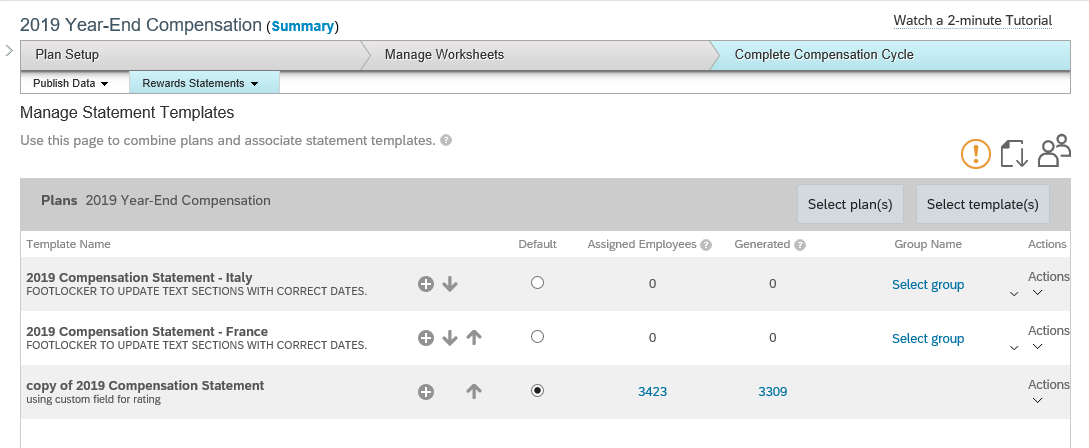 2019 Year-End Compensation (Summary)
Watch a 2-minute Tutorial
Plan Setup
Manage Worksheets
Complete Compensation Cycle
Publish Data
Rewards Statements
Manage Statement Templates
Use this page to combine plans and associate statement templates.
Plans 2019 Year-End Compensation
Select plan(s)
Select template(s)
Template Name Default Assigned Employees Generated Group Name Actions
2019 Compensation Statement - Italy
FOOTLOCKER TO UPDATE TEXT SECTIONS WITH CORRECT DATES.
0 0 Select group Actions
2019 Compensation Statement - France
FOOTLOCKER TO UPDATE TEXT SECTIONS WITH CORRECT DATES.
0 0 Select group Actions
copy of 2019 Compensation Statement
using custom field for rating
3423 3309 Actions